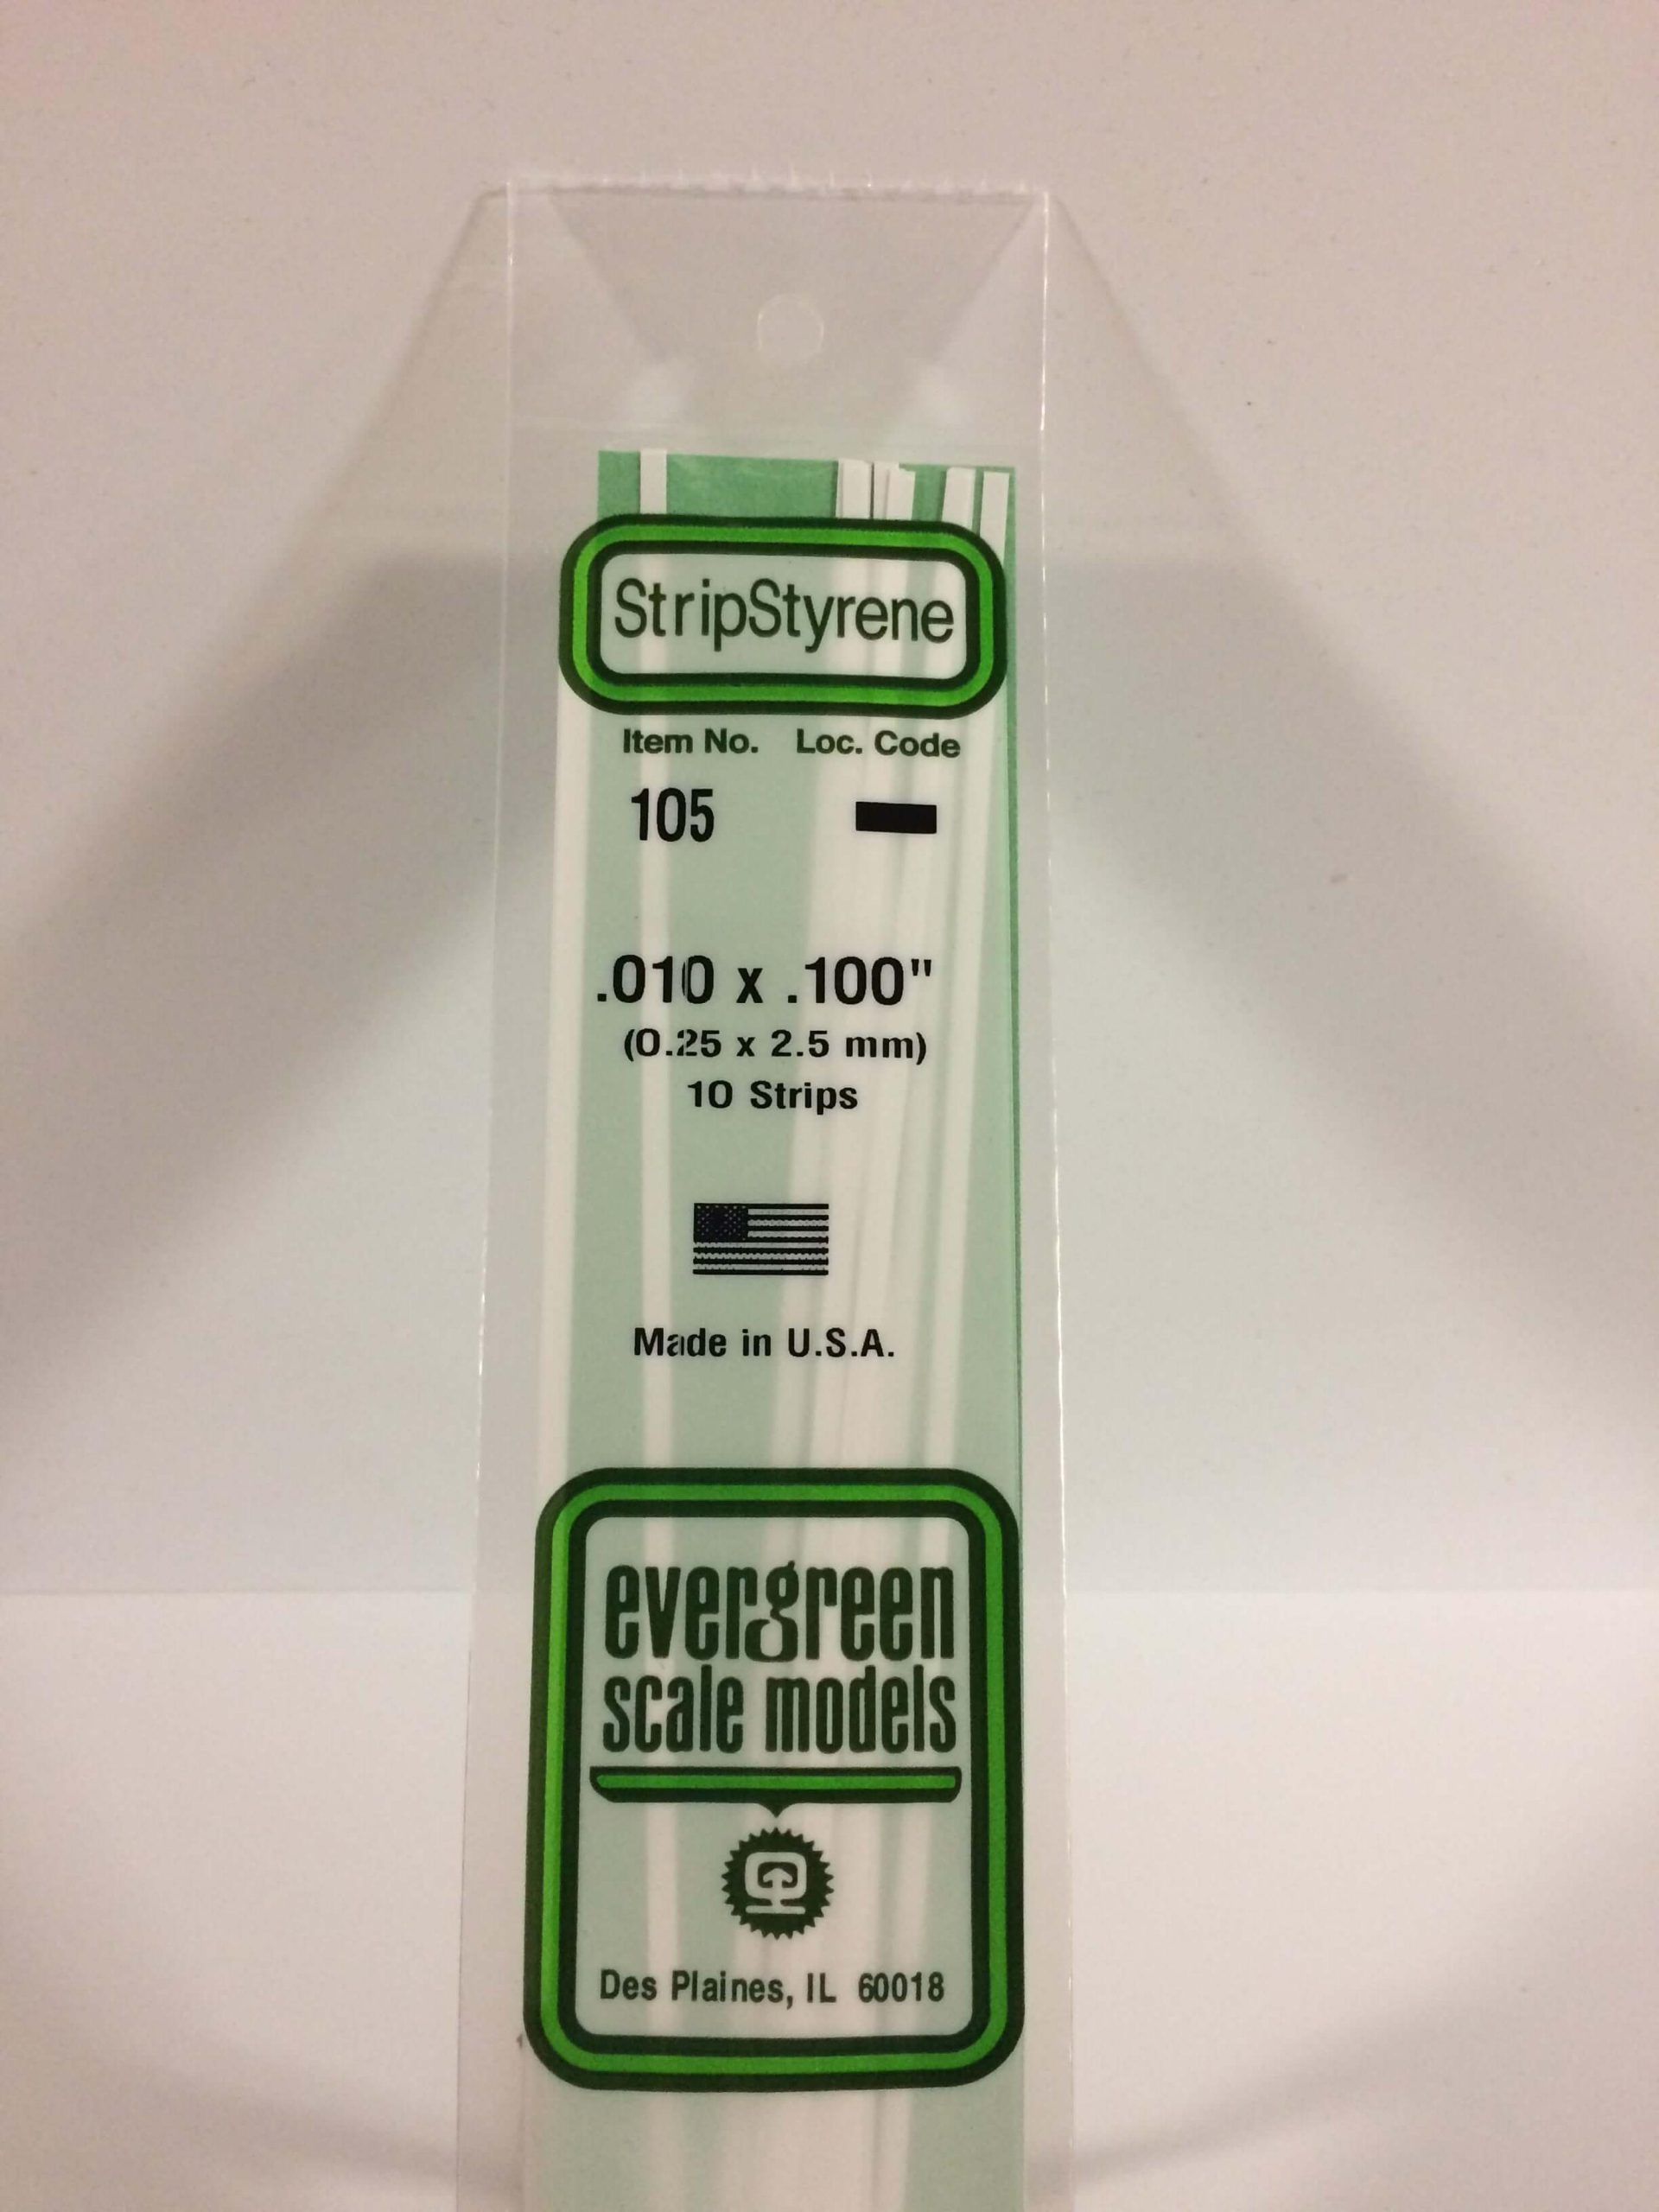 StripStyrene
Item No. Loc. Code
105
.010 x .100"
(0.25 x 2.5 mm)
10 Strips
Made in U.S.A.
evergreen
scale models
Des Plaines, IL 60018